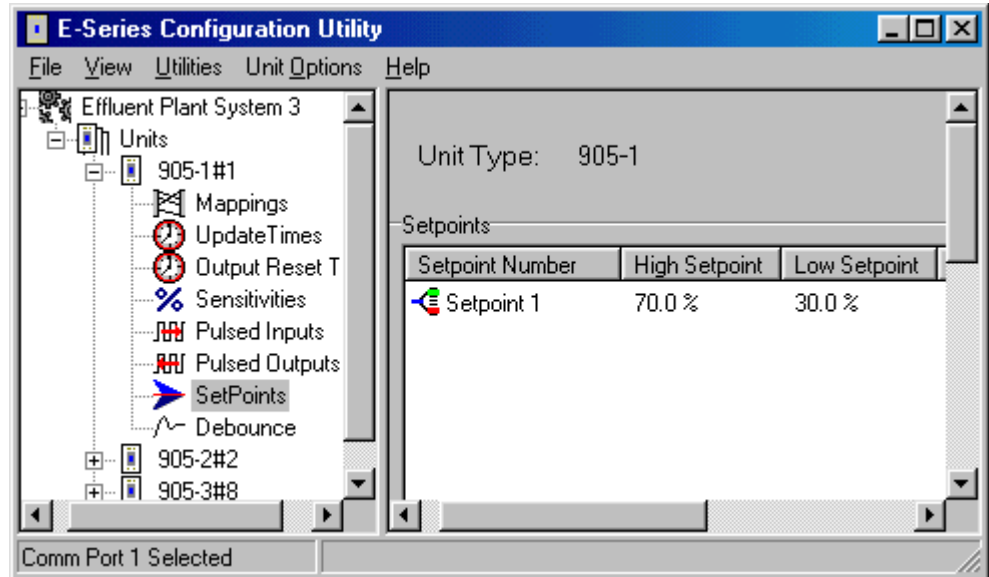 E-Series Configuration Utility
File View Utilities Unit Options Help
Effluent Plant System 3
Units
905-1#1
Mappings
UpdateTimes
Output Reset T
Sensitivities
Pulsed Inputs
Pulsed Outputs
SetPoints
Debounce
905-2#2
905-3#8
Unit Type: 905-1
Setpoints
Setpoint Number High Setpoint Low Setpoint
Setpoint 1 70.0 % 30.0 %
Comm Port 1 Selected